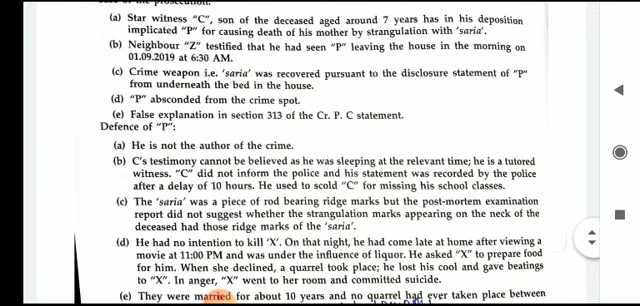 case of the prosecution.
(a) Star witness "C", son of the deceased aged around 7 years has in his deposition
implicated "P" for causing death of his mother by strangulation with 'saria'.
(b) Neighbour "Z" testified that he had seen "P" leaving the house in the morning on
01.09.2019 at 6:30 AM.
(c) Crime weapon i.e. 'saria' was recovered pursuant to the disclosure statement of "P"
from underneath the bed in the house.
(d) "P" absconded from the crime spot.
(e) False explanation in section 313 of the Cr. P. C statement.
Defence of "P":
(a) He is not the author of the crime.
(b) C's testimony cannot be believed as he was sleeping at the relevant time; he is a tutored
witness. "C" did not inform the police and his statement was recorded by the police
after a delay of 10 hours. He used to scold "C" for missing his school classes.
(c) The 'saria' was a piece of rod bearing ridge marks but the post-mortem examination
report did not suggest whether the strangulation marks appearing on the neck of the
deceased had those ridge marks of the 'saria'.
(d) He had no intention to kill 'X'. On that night, he had come late at home after viewing a
movie at 11:00 PM and was under the influence of liquor. He asked "X" to prepare food
for him. When she declined, a quarrel took place; he lost his cool and gave beatings
to "X". In anger, "X" went to her room and committed suicide.
(e) They were married for about 10 years and no quarrel had ever taken place between